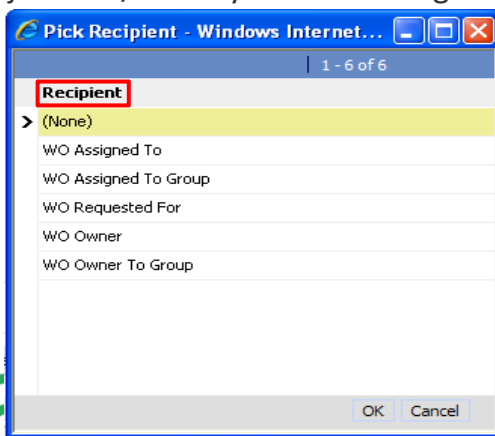 Pick Recipient - Windows Internet...
1 - 6 of 6
Recipient
(None)
WO Assigned To
WO Assigned To Group
WO Requested For
WO Owner
WO Owner To Group
OK Cancel